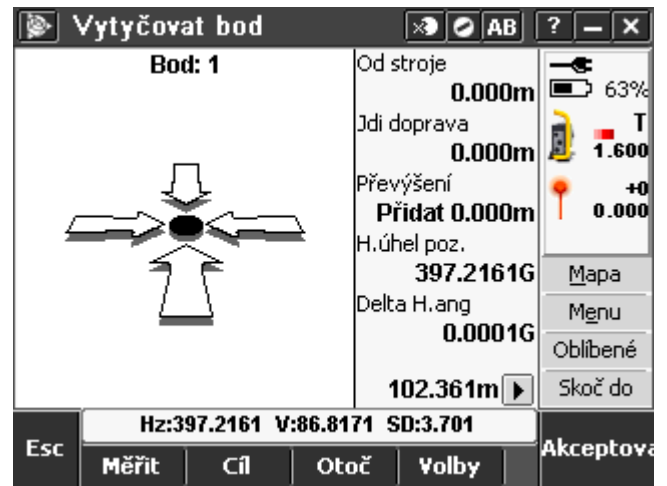 Vytyčovat bod
AB
?
Bod: 1
Od stroje
0.000m
Jdi doprava
0.000m
Převýšení
Přidat 0.000m
H.úhel poz.
397.2161G
Delta H.ang
0.0001G
102.361m
63%
T
1.600
+0
0.000
Mapa
Menu
Oblíbené
Skoč do
Hz:397.2161 V:86.8171 SD:3.701
Esc
Měřit
Cíl
Otoč
Volby
Akceptova